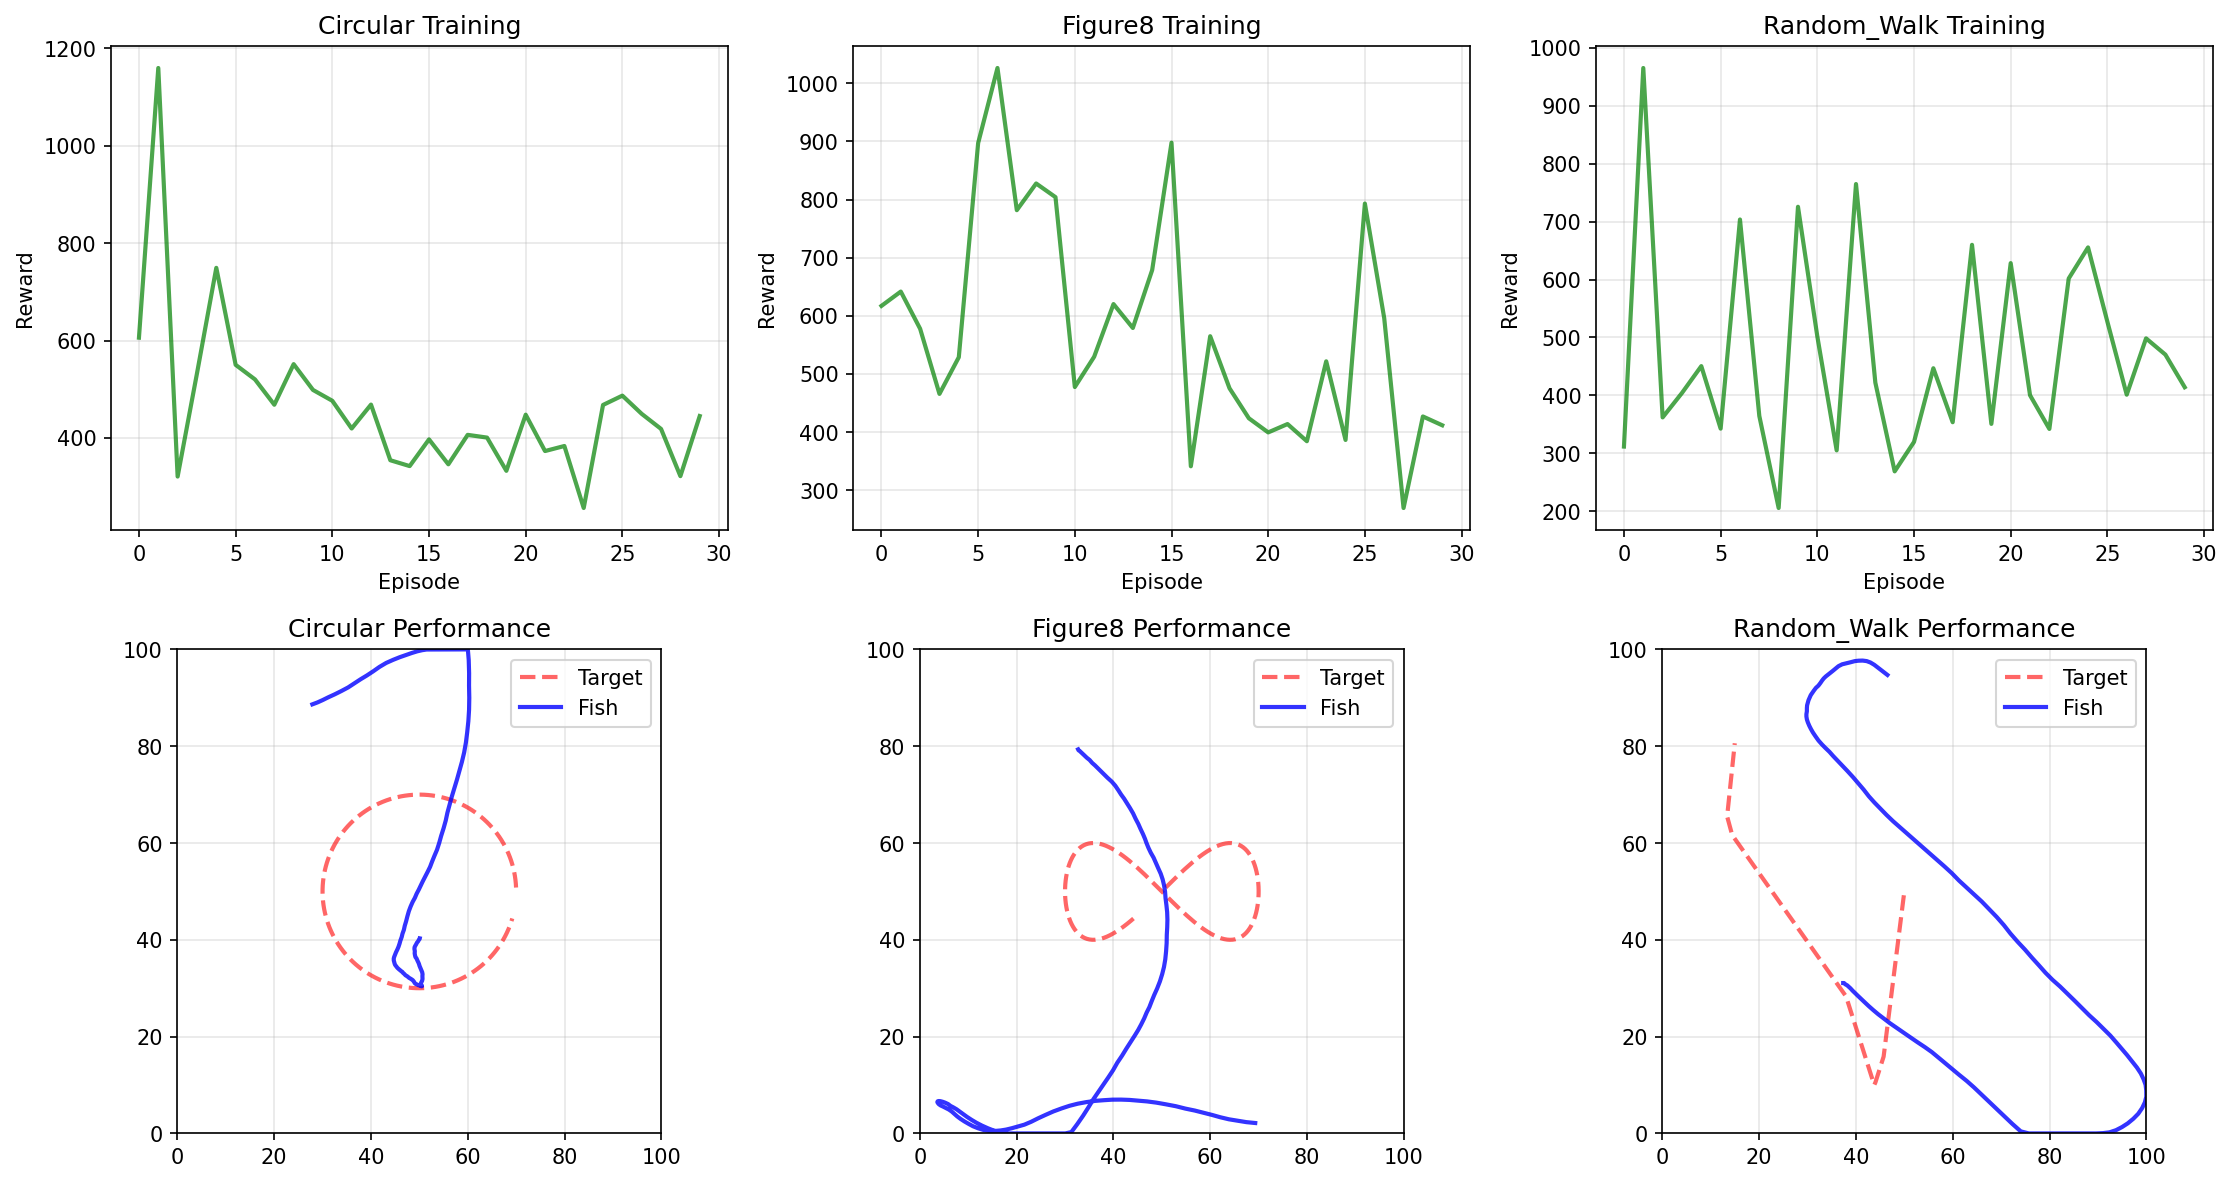 Circular Training
Figure8 Training
Random_Walk Training
Reward
1200
1000
800
600
400
0 5 10 15 20 25 30
Episode
Reward
1000
900
800
700
600
500
400
300
0 5 10 15 20 25 30
Episode
Reward
1000
900
800
700
600
500
400
300
200
0 5 10 15 20 25 30
Episode
Circular Performance
100
80
60
40
20
0
0 20 40 60 80 100
Target
Fish
Figure8 Performance
100
80
60
40
20
0
0 20 40 60 80 100
Target
Fish
Random_Walk Performance
100
80
60
40
20
0
0 20 40 60 80 100
Target
Fish